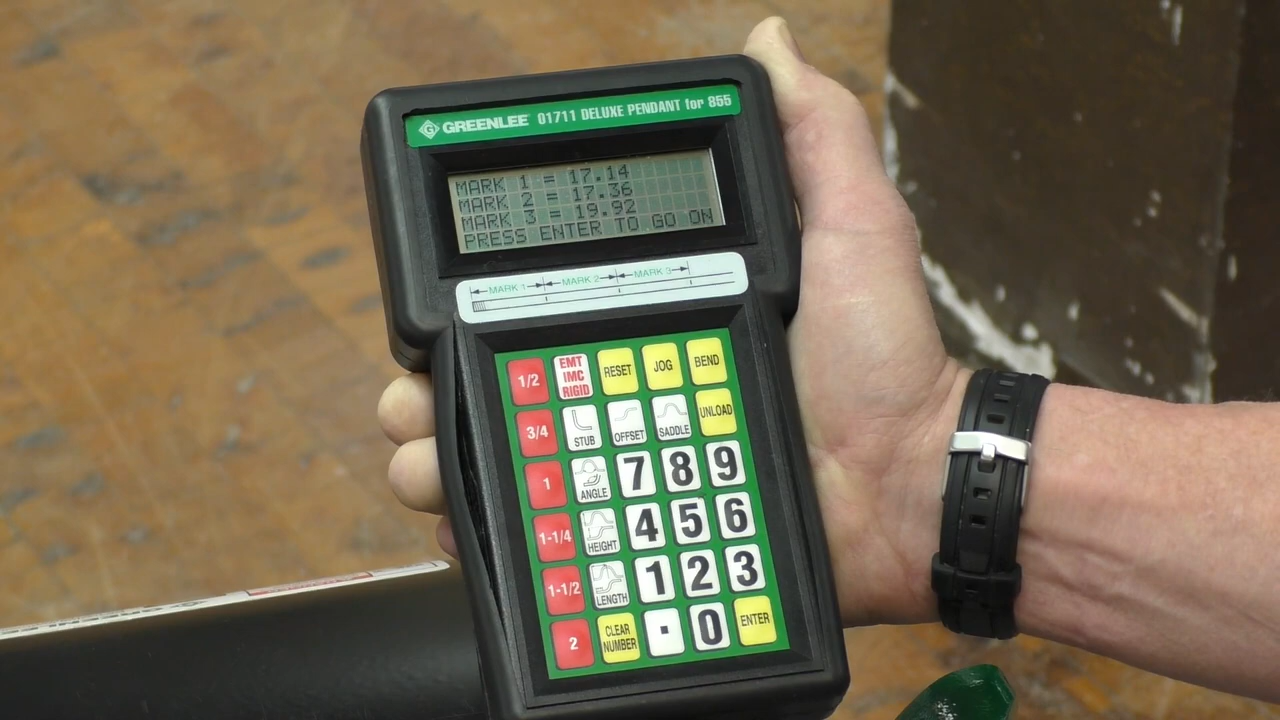 GREENLEE 01711 DELUXE PENDANT for 855
MARK 1 = 17.14
MARK 2 = 17.36
MARK 3 = 19.92
PRESS ENTER TO GO ON
MARK 1 MARK 2 MARK 3
1/2 EMT IMC RIGID RESET JOG BEND
3/4 STUB OFFSET SADDLE UNLOAD
1 ANGLE 7 8 9
1-1/4 HEIGHT 4 5 6
1-1/2 LENGTH 1 2 3
2 CLEAR NUMBER . 0 ENTER